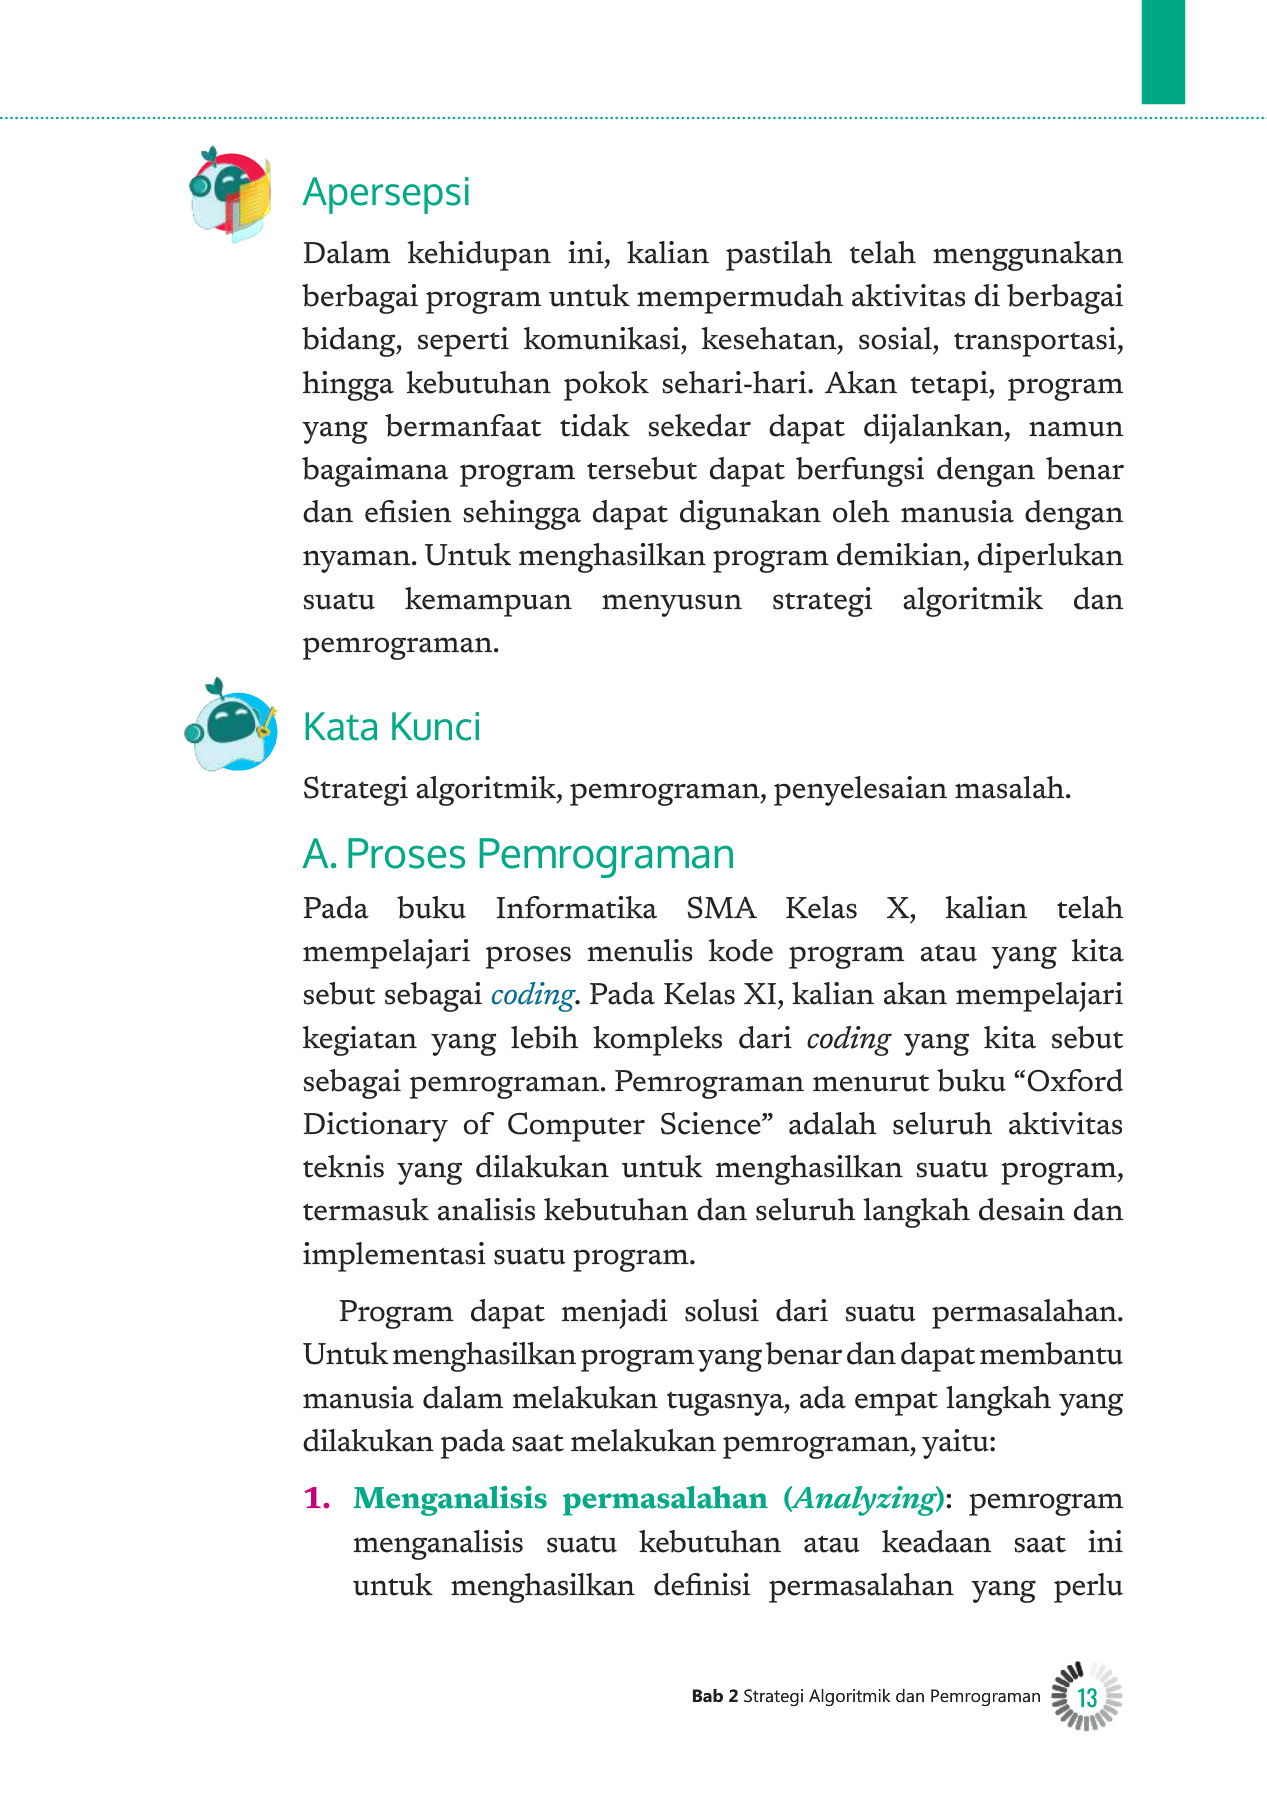 Apersepsi
Dalam kehidupan ini, kalian pastilah telah menggunakan
berbagai program untuk mempermudah aktivitas di berbagai
bidang, seperti komunikasi, kesehatan, sosial, transportasi,
hingga kebutuhan pokok sehari-hari. Akan tetapi, program
yang bermanfaat tidak sekedar dapat dijalankan, namun
bagaimana program tersebut dapat berfungsi dengan benar
dan efisien sehingga dapat digunakan oleh manusia dengan
nyaman. Untuk menghasilkan program demikian, diperlukan
suatu kemampuan menyusun strategi algoritmik dan
pemrograman.
Kata Kunci
Strategi algoritmik, pemrograman, penyelesaian masalah.
A. Proses Pemrograman
Pada buku Informatika SMA Kelas X, kalian telah
mempelajari proses menulis kode program atau yang kita
sebut sebagai coding. Pada Kelas XI, kalian akan mempelajari
kegiatan yang lebih kompleks dari coding yang kita sebut
sebagai pemrograman. Pemrograman menurut buku “Oxford
Dictionary of Computer Science” adalah seluruh aktivitas
teknis yang dilakukan untuk menghasilkan suatu program,
termasuk analisis kebutuhan dan seluruh langkah desain dan
implementasi suatu program.
Program dapat menjadi solusi dari suatu permasalahan.
Untuk menghasilkan program yang benar dan dapat membantu
manusia dalam melakukan tugasnya, ada empat langkah yang
dilakukan pada saat melakukan pemrograman, yaitu:
1. Menganalisis permasalahan (Analyzing): pemrogram
menganalisis suatu kebutuhan atau keadaan saat ini
untuk menghasilkan definisi permasalahan yang perlu
Bab 2 Strategi Algoritmik dan Pemrograman 13